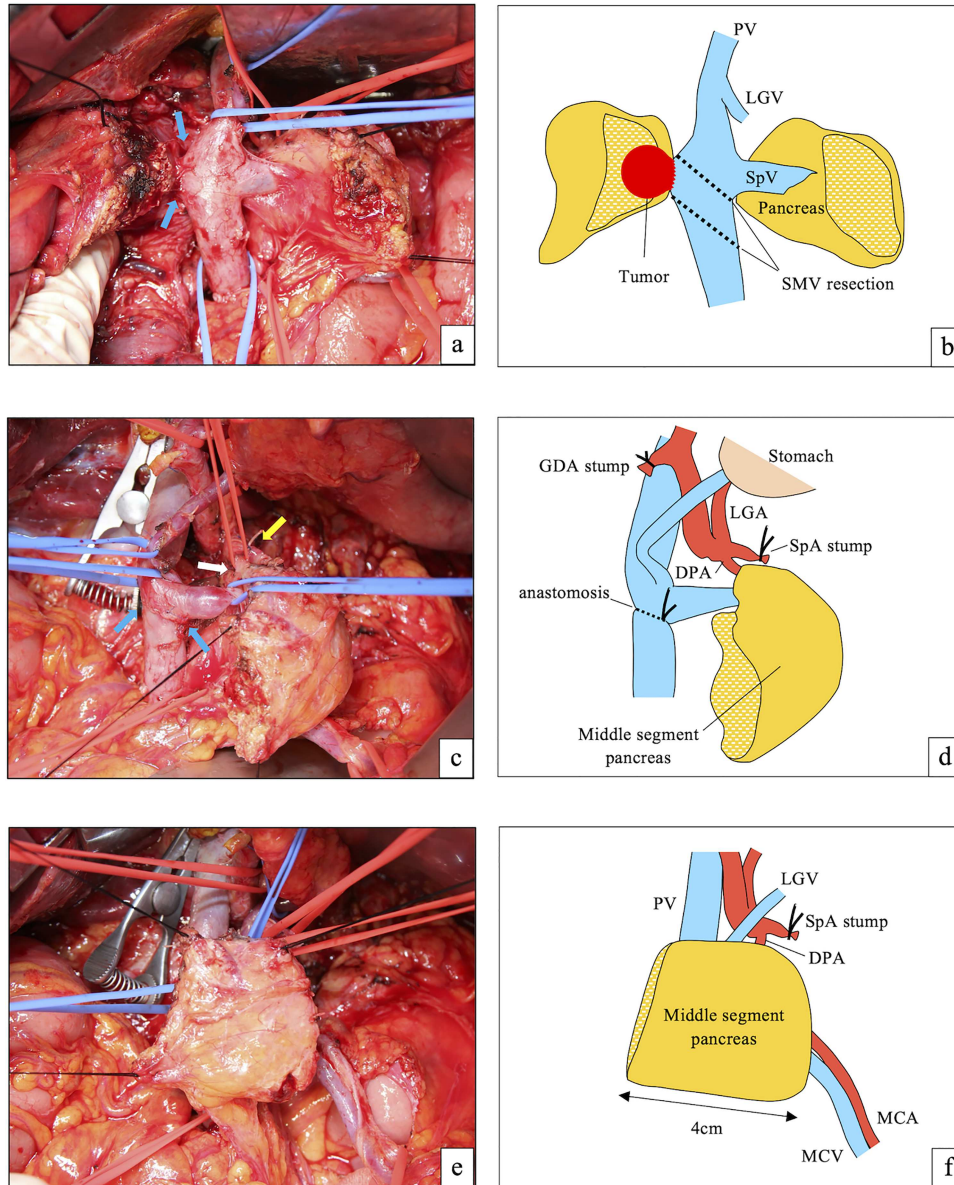 a
PV
LGV
SpV
Pancreas
Tumor
SMV resection
b
c
GDA stump
Stomach
LGA
SpA stump
DPA
anastomosis
Middle segment
pancreas
d
e
PV
LGV
SpA stump
DPA
Middle segment
pancreas
4cm
MCA
MCV
f